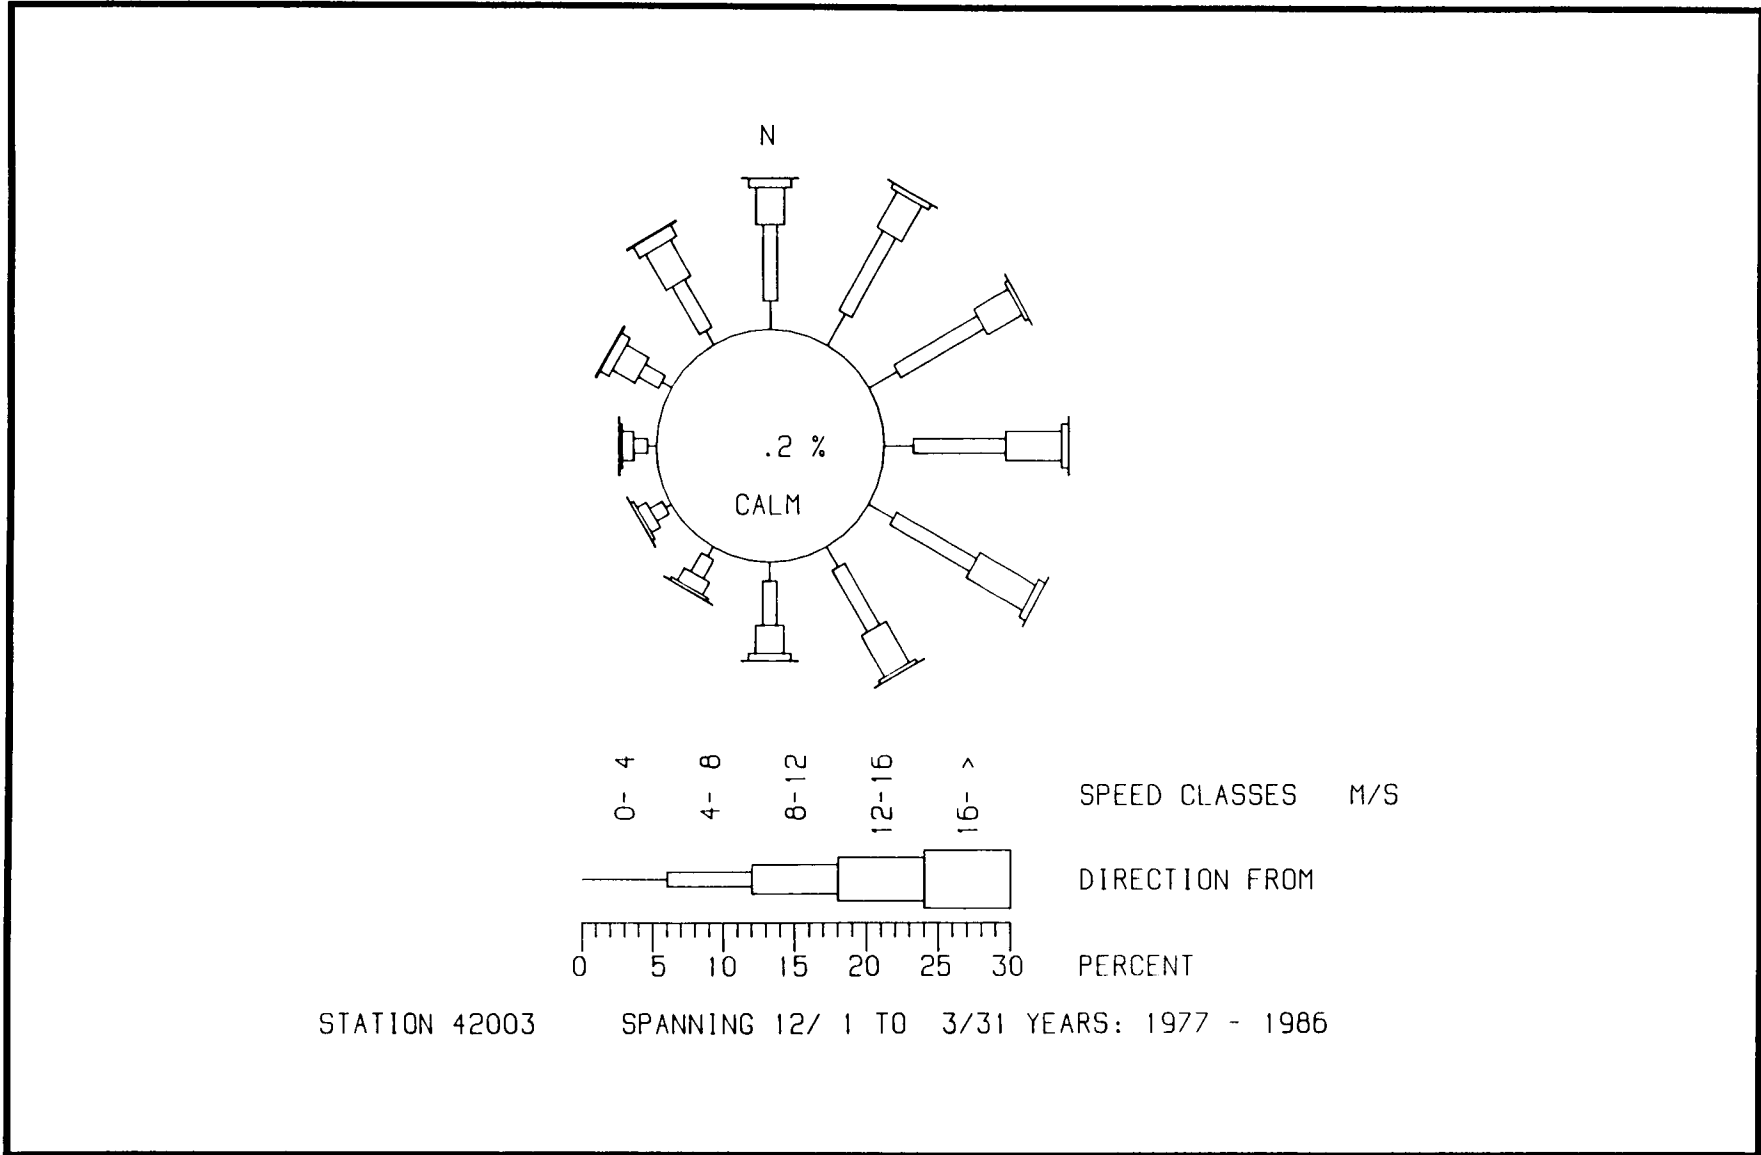 N
.2 %
CALM
0- 4 4- 8 8-12 12-16 16- > SPEED CLASSES M/S
DIRECTION FROM
0 5 10 15 20 25 30 PERCENT
STATION 42003 SPANNING 12/ 1 TO 3/31 YEARS: 1977 - 1986